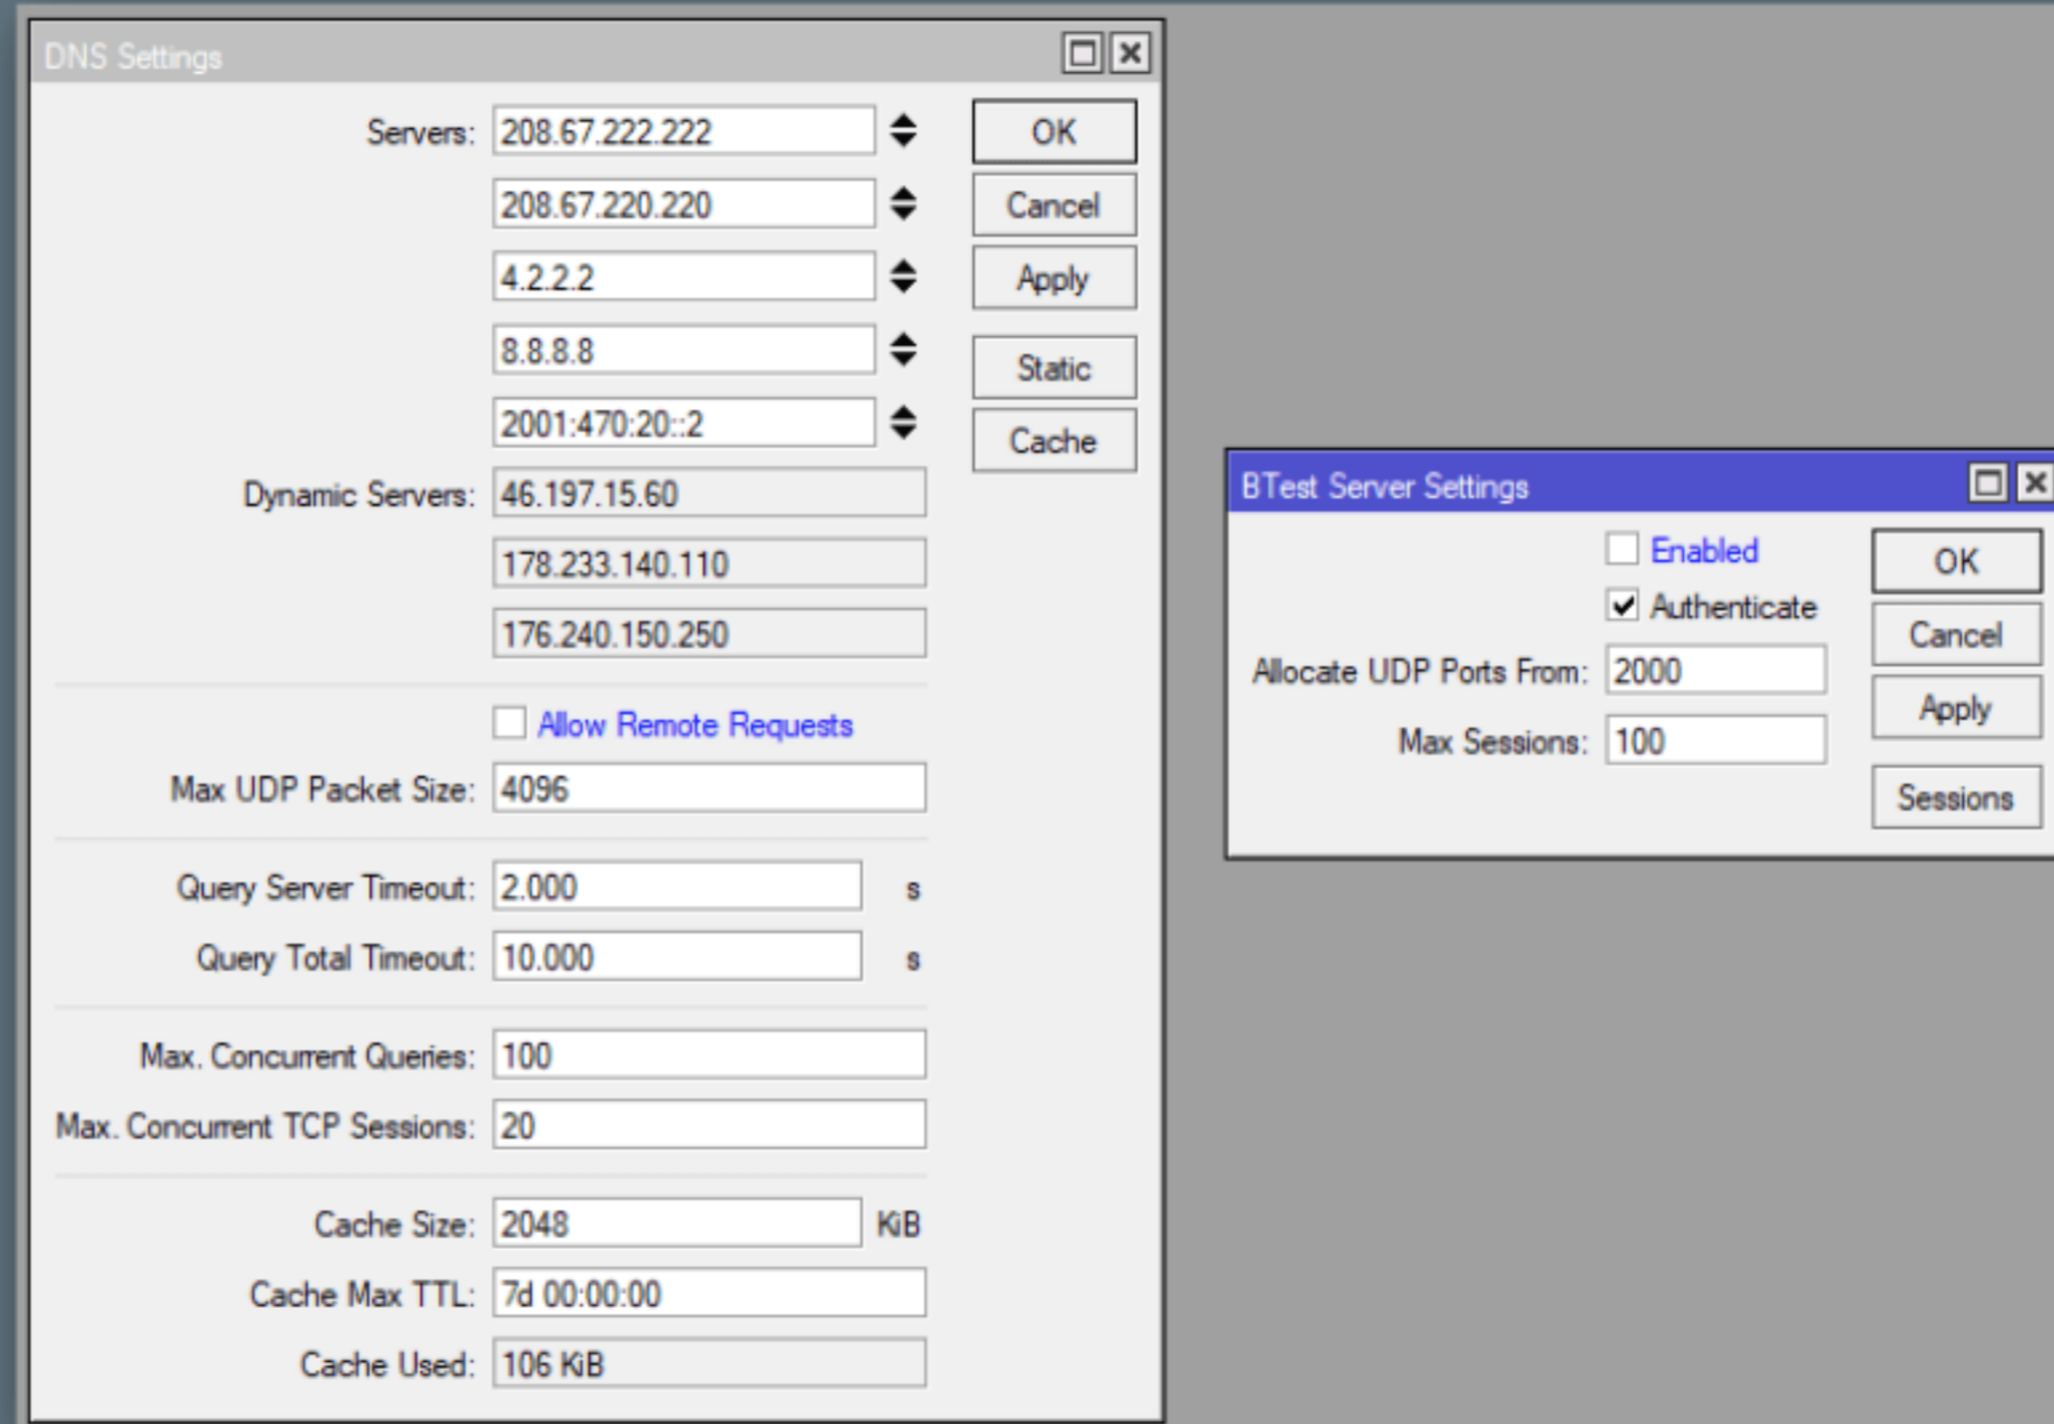 DNS Settings
Servers: 208.67.222.222
208.67.220.220
4.2.2.2
8.8.8.8
2001:470:20::2
Dynamic Servers: 46.197.15.60
178.233.140.110
176.240.150.250
Allow Remote Requests
Max UDP Packet Size: 4096
Query Server Timeout: 2.000 s
Query Total Timeout: 10.000 s
Max. Concurrent Queries: 100
Max. Concurrent TCP Sessions: 20
Cache Size: 2048 KiB
Cache Max TTL: 7d 00:00:00
Cache Used: 106 KiB
OK
Cancel
Apply
Static
Cache
BTest Server Settings
Enabled
Authenticate
Allocate UDP Ports From: 2000
Max Sessions: 100
OK
Cancel
Apply
Sessions